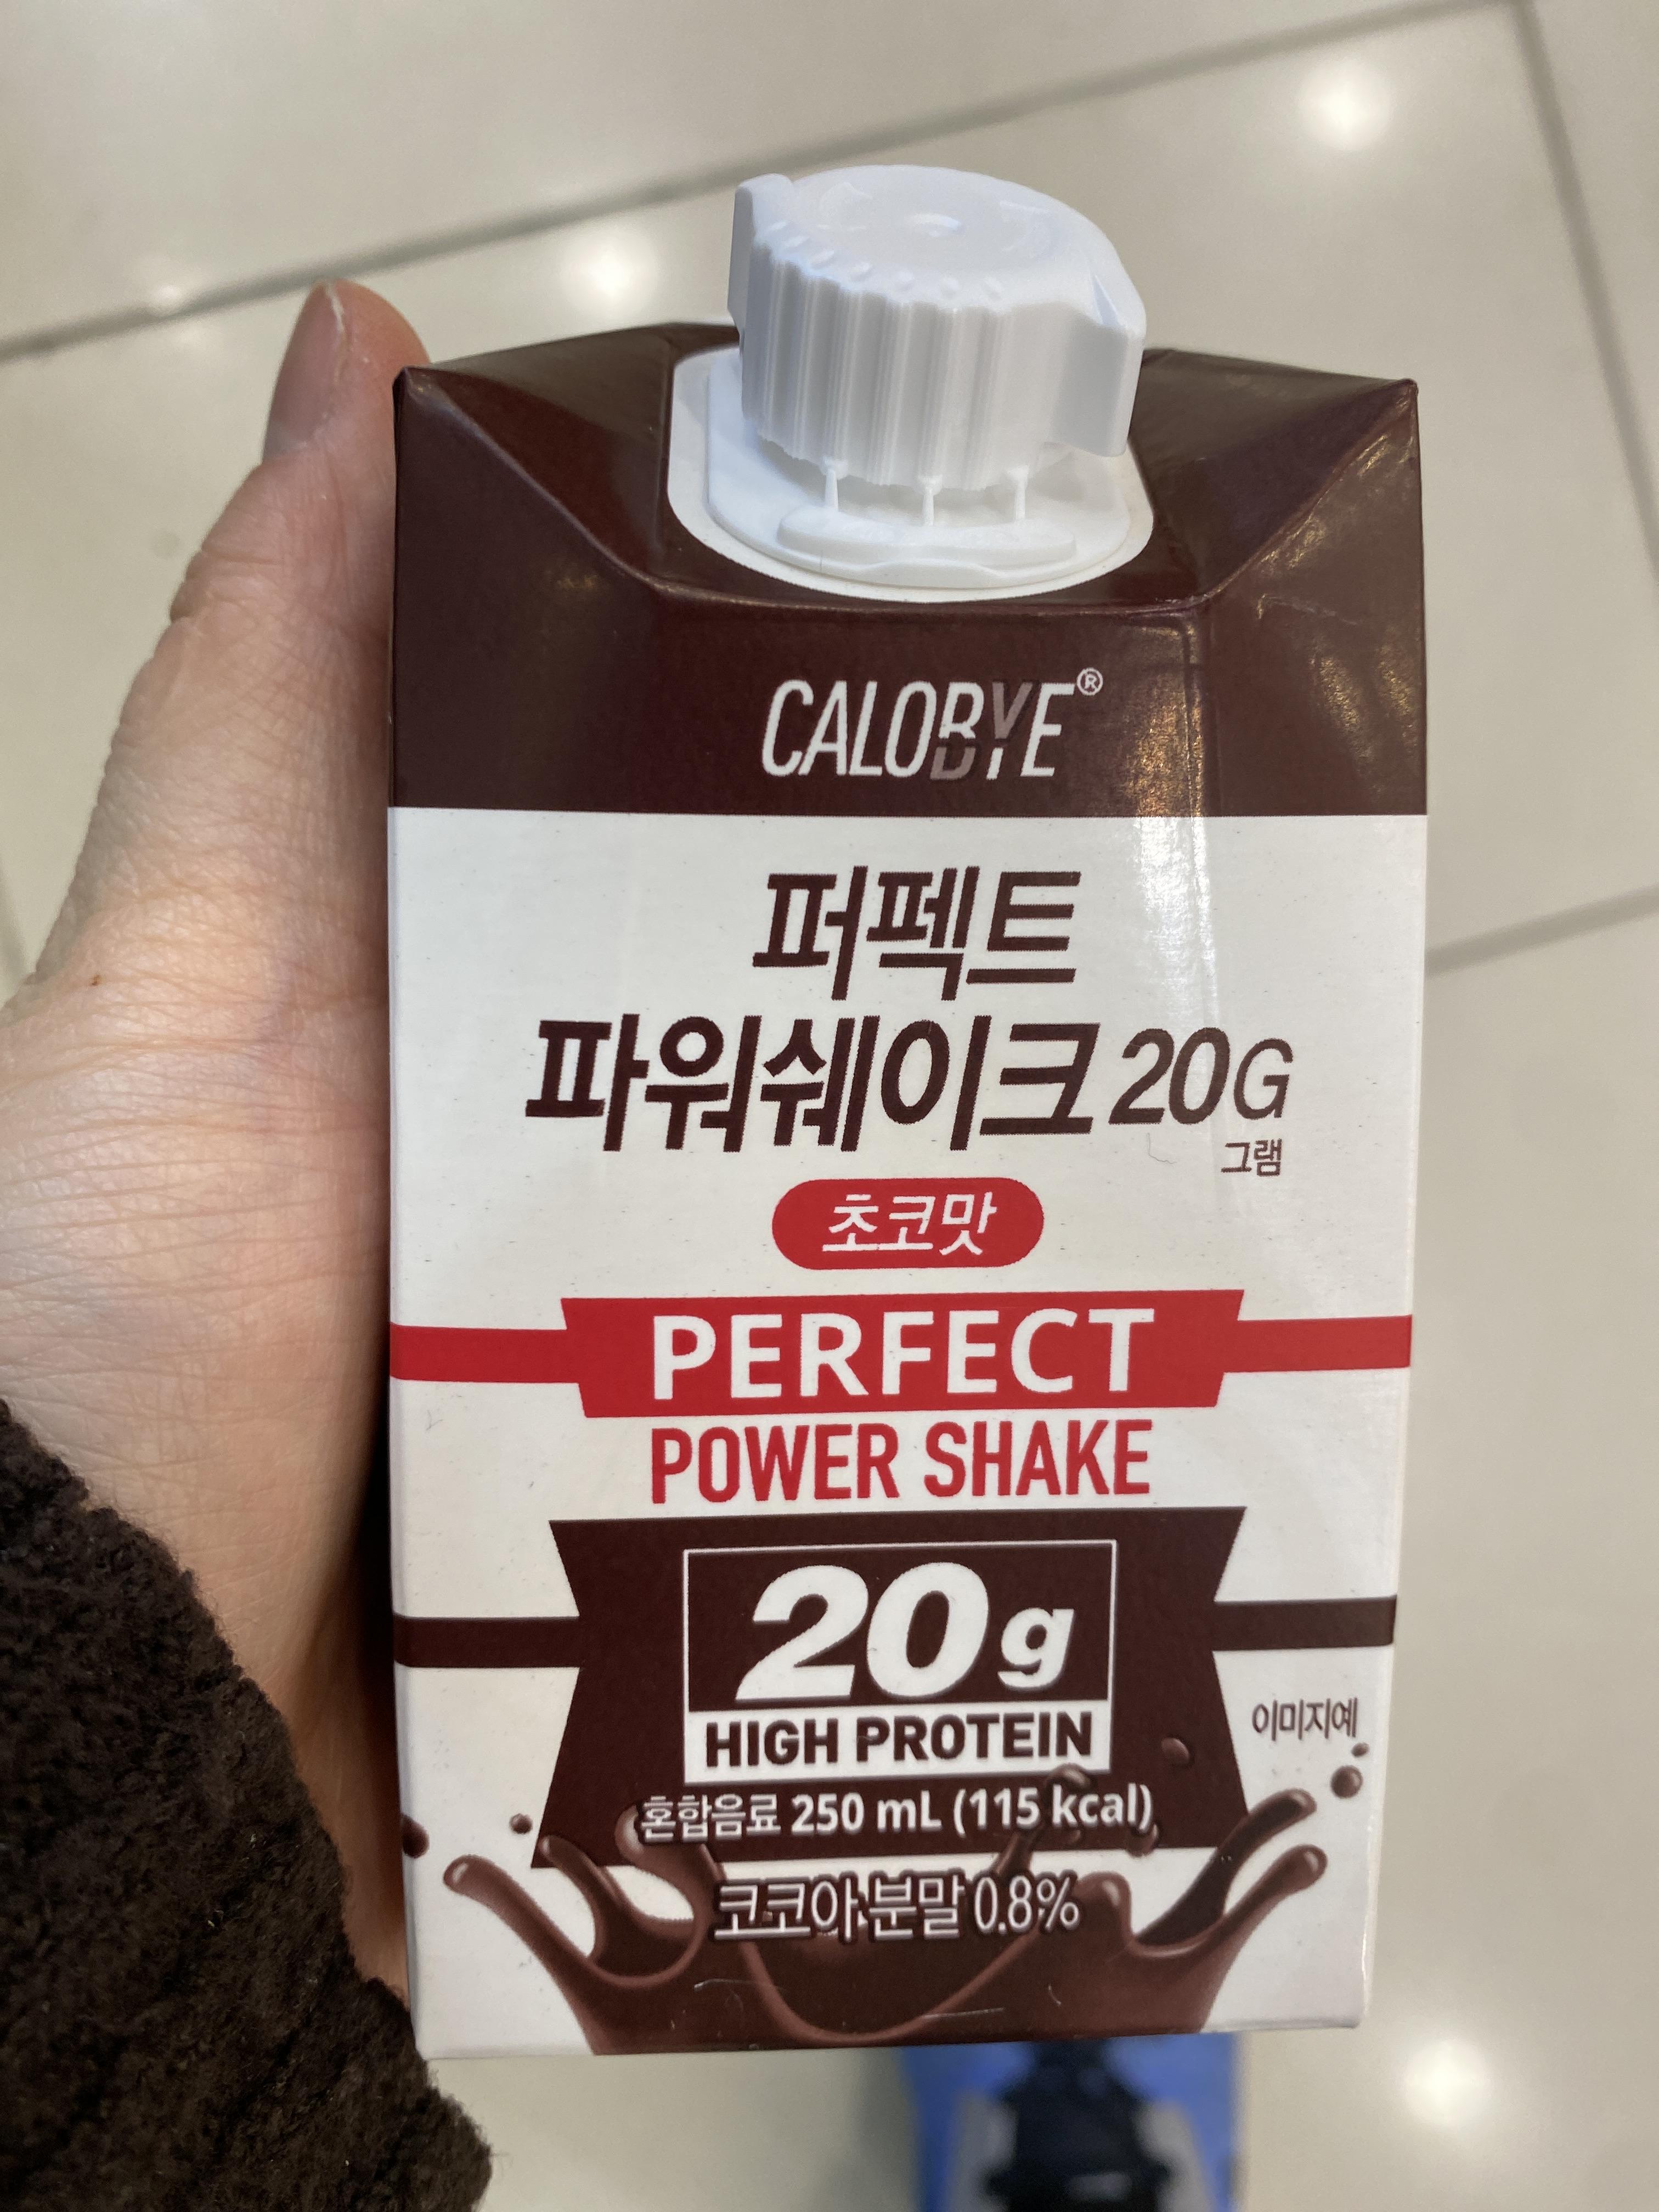 CALOBYE®
퍼펙트
파워쉐이크 20G
그램
초코맛
PERFECT
POWER SHAKE
20g
HIGH PROTEIN
이미지예
혼합음료 250 mL (115 kcal)
코코아분말 0.8%